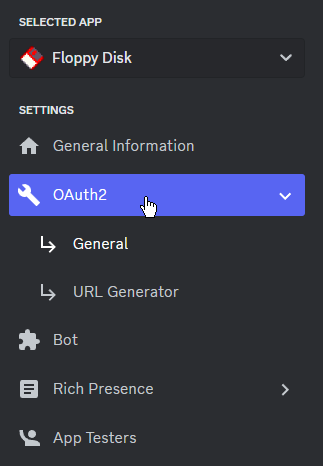 SELECTED APP
Floppy Disk
SETTINGS
General Information
OAuth2
General
URL Generator
Bot
Rich Presence
App Testers